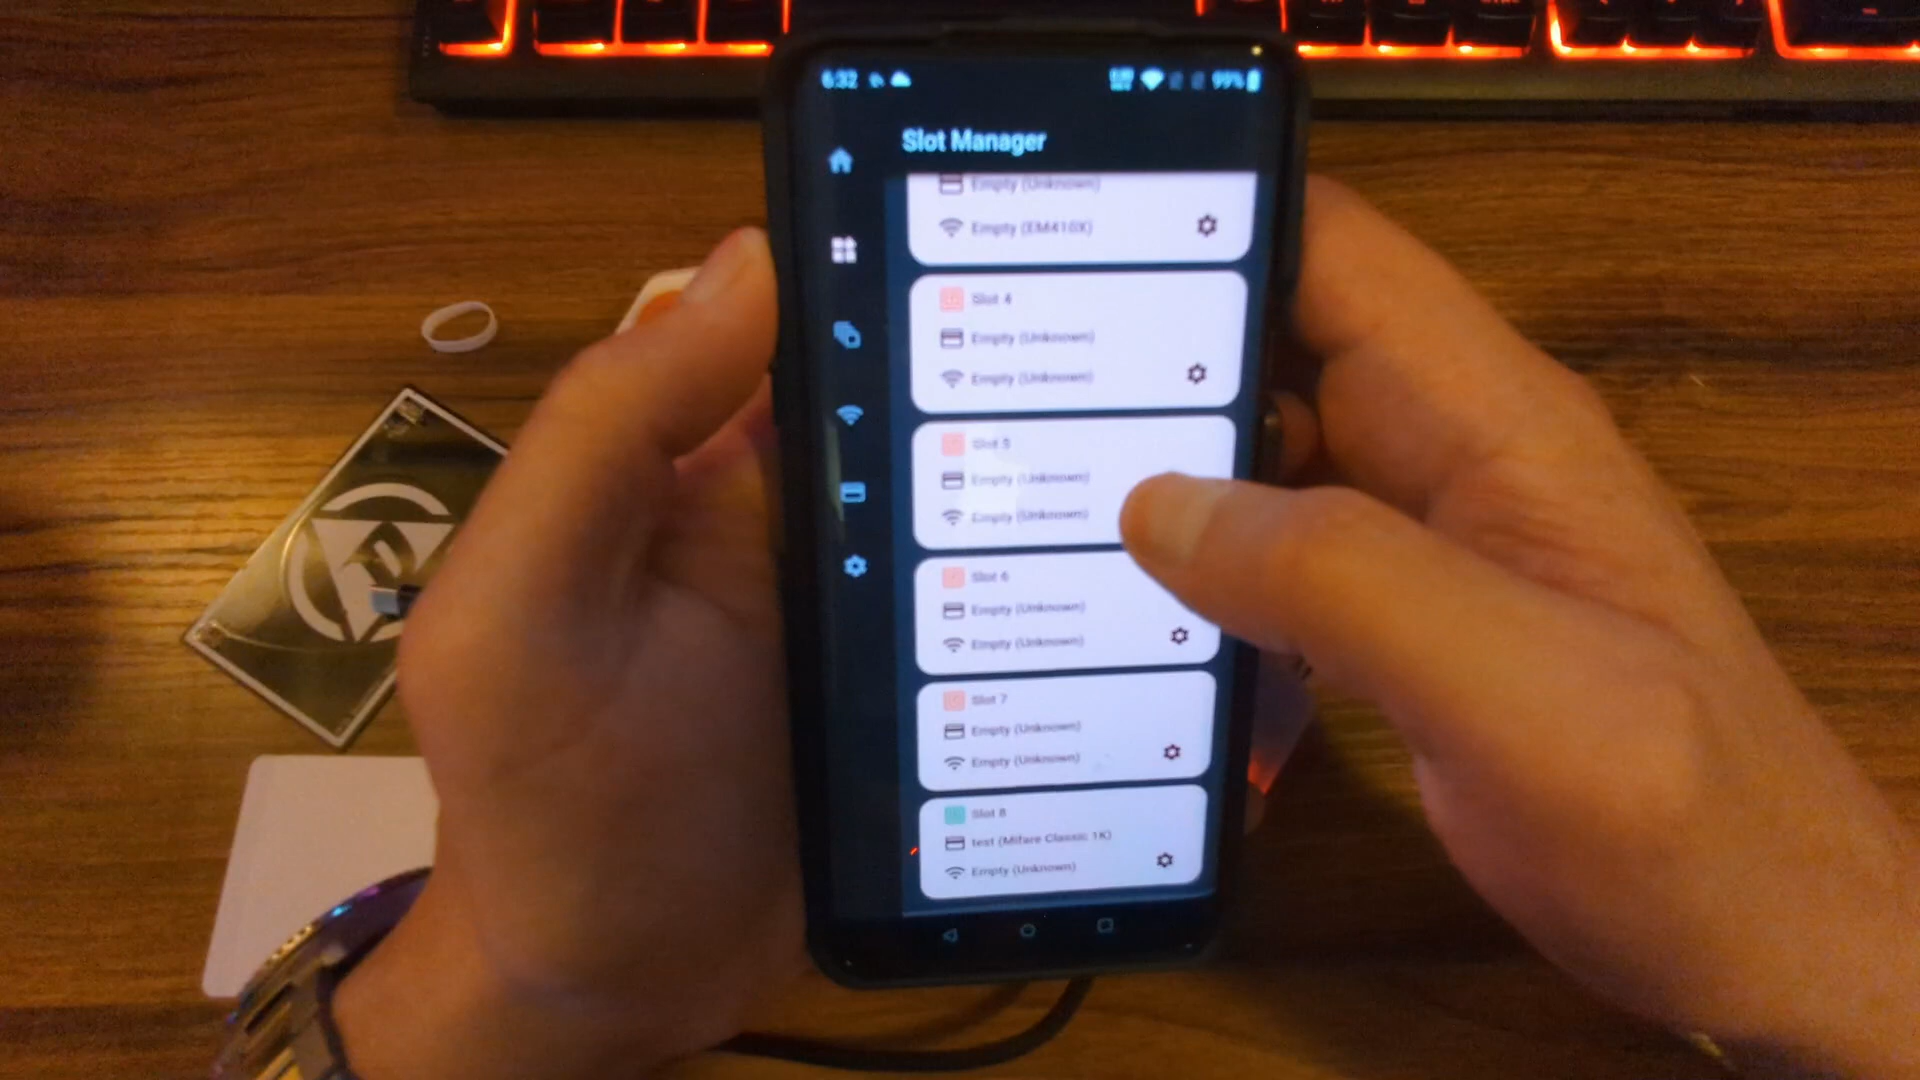 6:32
99%
Slot Manager
Empty (Unknown)
Empty (EM410X)
Slot 4
Empty (Unknown)
Empty (Unknown)
Slot 5
Empty (Unknown)
Empty (Unknown)
Slot 6
Empty (Unknown)
Empty (Unknown)
Slot 7
Empty (Unknown)
Empty (Unknown)
Slot 8
test (Mifare Classic 1K)
Empty (Unknown)